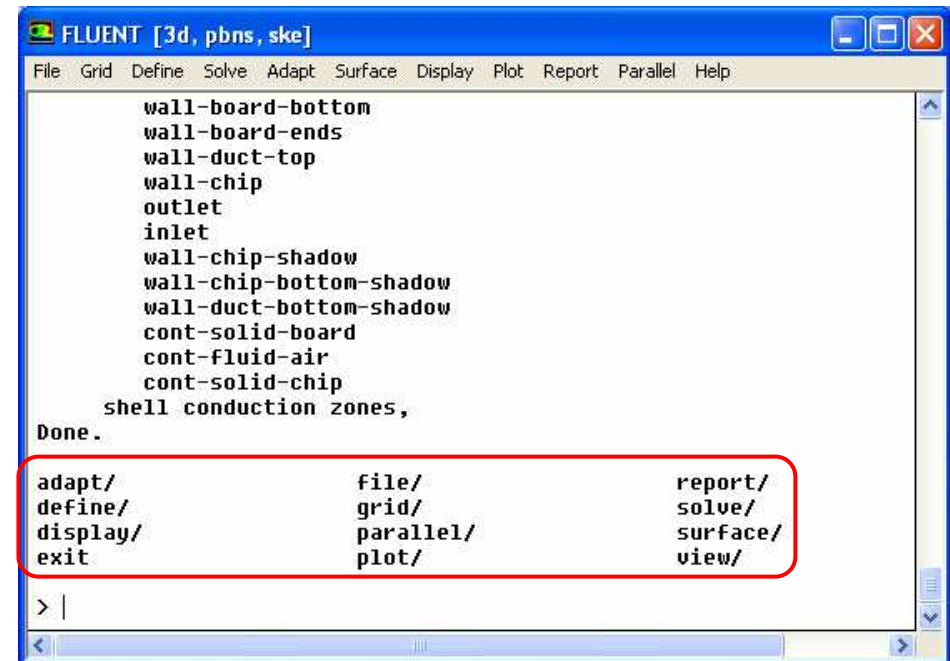 FLUENT [3d, pbns, ske]
File Grid Define Solve Adapt Surface Display Plot Report Parallel Help
wall-board-bottom
wall-board-ends
wall-duct-top
wall-chip
outlet
inlet
wall-chip-shadow
wall-chip-bottom-shadow
wall-duct-bottom-shadow
cont-solid-board
cont-fluid-air
cont-solid-chip
shell conduction zones,
Done.
adapt/ file/ report/
define/ grid/ solve/
display/ parallel/ surface/
exit plot/ view/
>